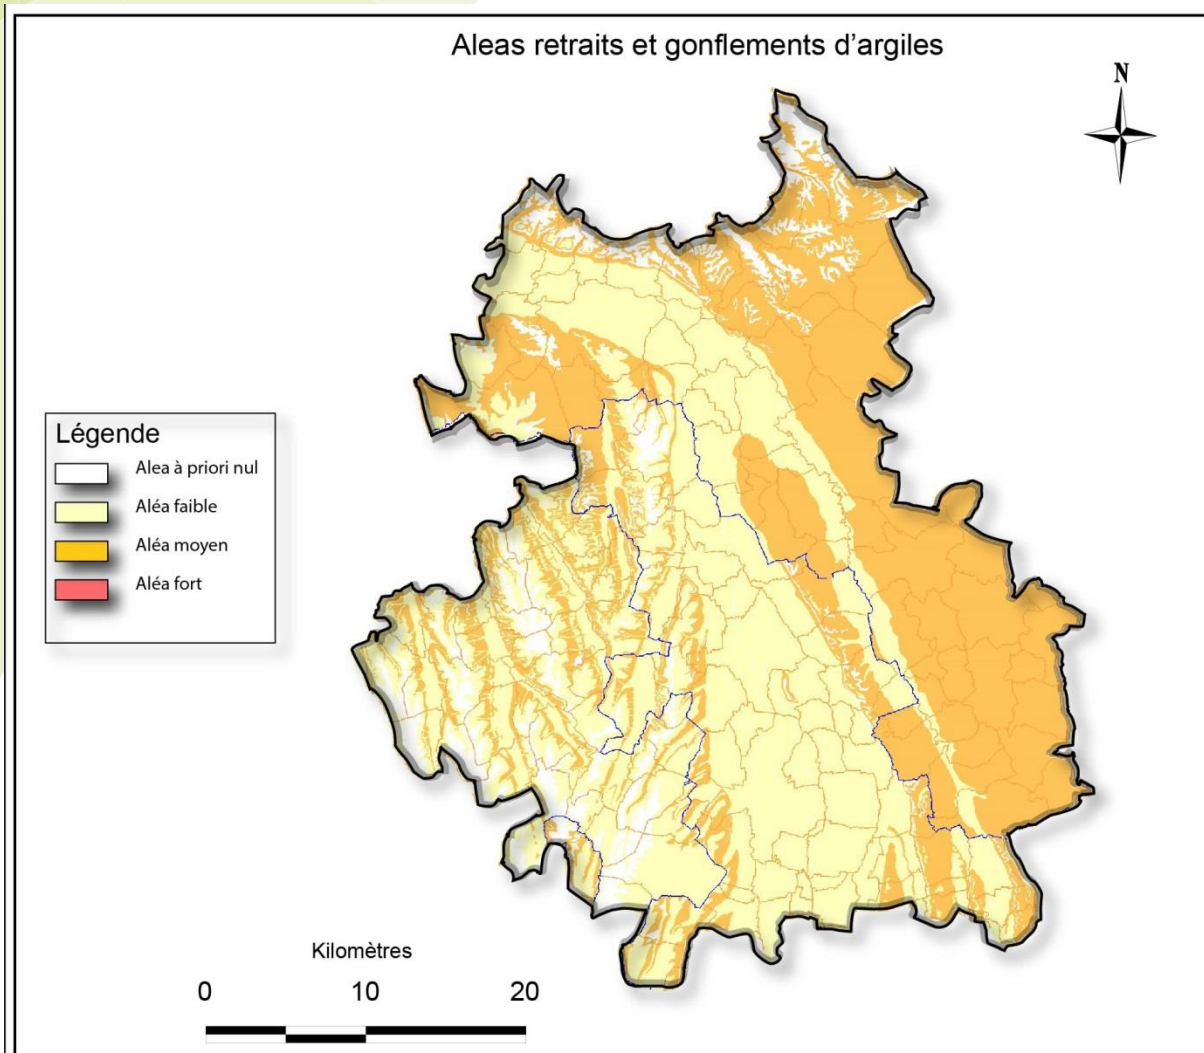 Aleas retraits et gonflements d’argiles
N
Légende
Alea à priori nul
Aléa faible
Aléa moyen
Aléa fort
Kilomètres
0 10 20